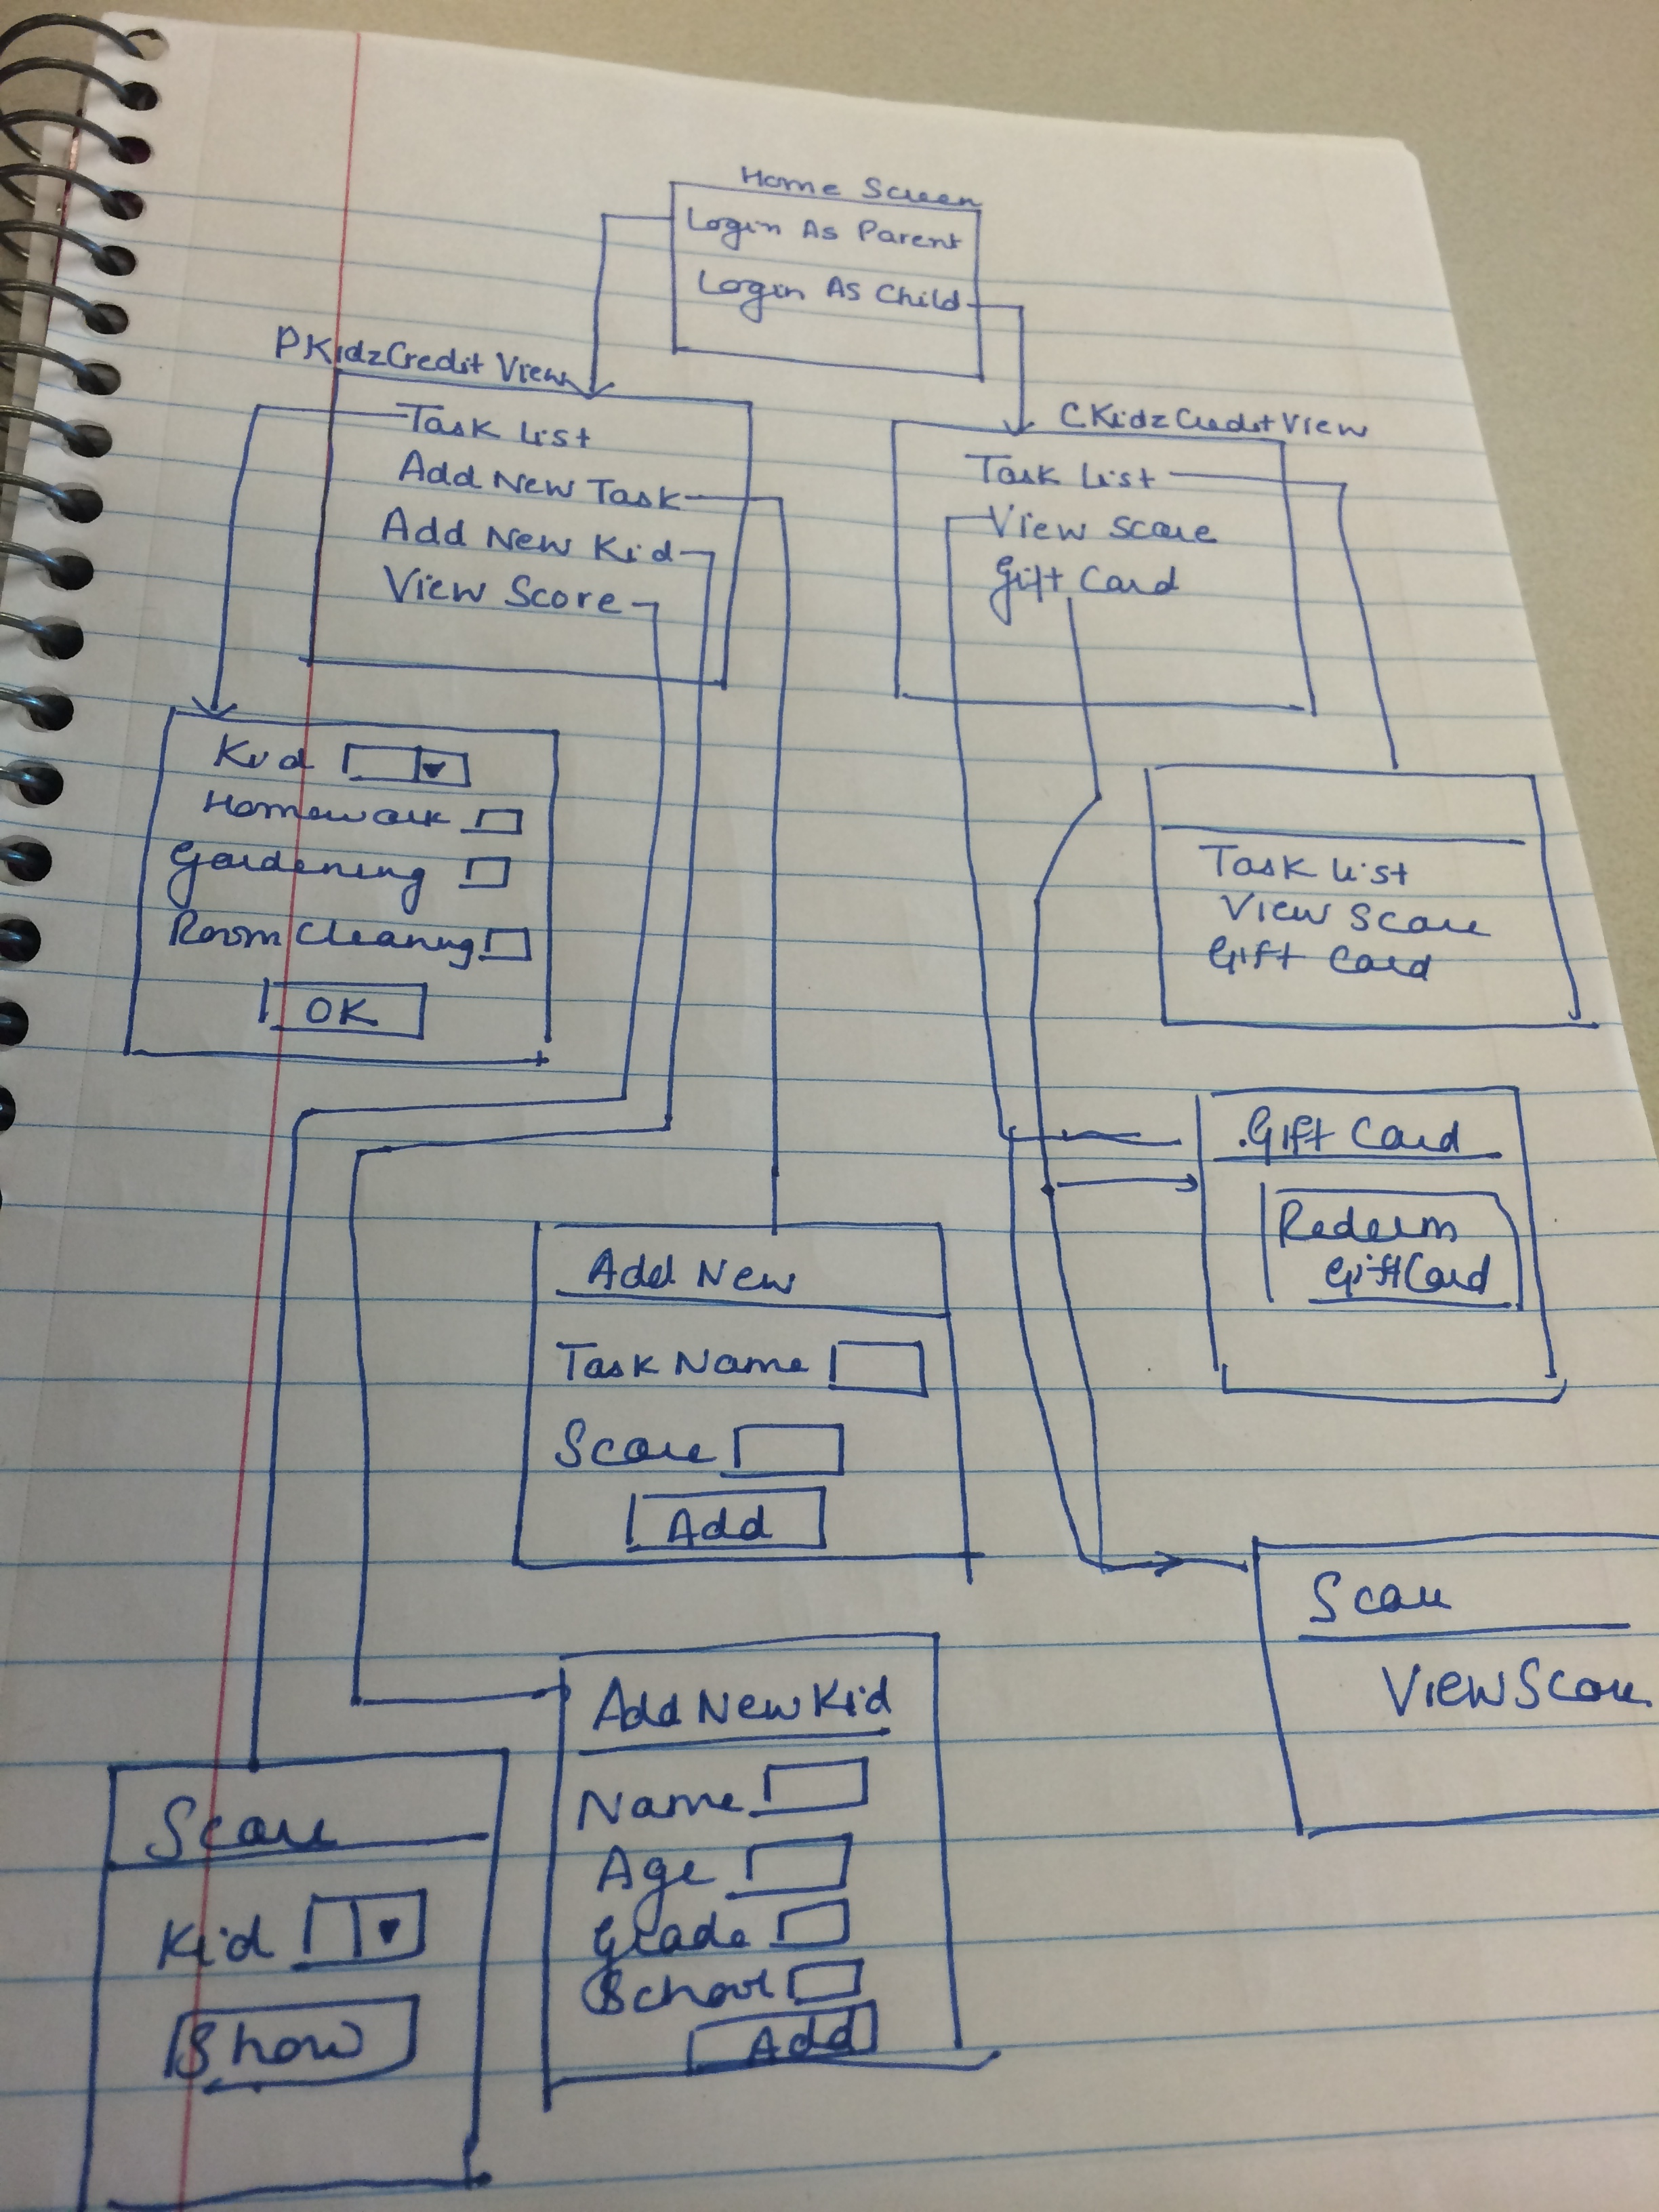 Home Screen
Login As Parent
Login As Child
PKidzCredit View
Task List
Add New Task
Add New Kid
View Score
CKidzCreditView
Task List
View Score
Gift Card
Kid
Homework
Gardening
Room Cleaning
OK
Task List
View Score
Gift Card
Gift Card
Redeem
GiftCard
Add New
Task Name
Score
Add
Score
View Score
Add New Kid
Name
Age
Grade
School
Add
Score
Kid
Show